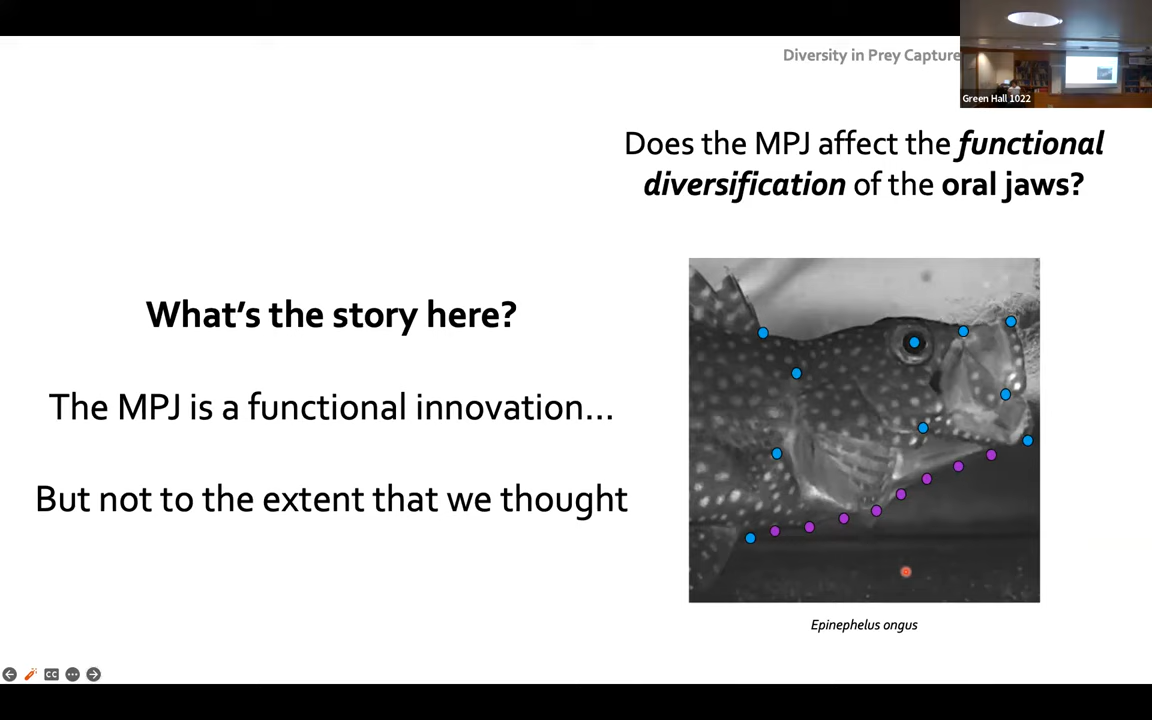 Diversity in Prey Capture
Green Hall 1022
Does the MPJ affect the functional
diversification of the oral jaws?
What's the story here?
The MPJ is a functional innovation...
But not to the extent that we thought
Epinephelus ongus
CC